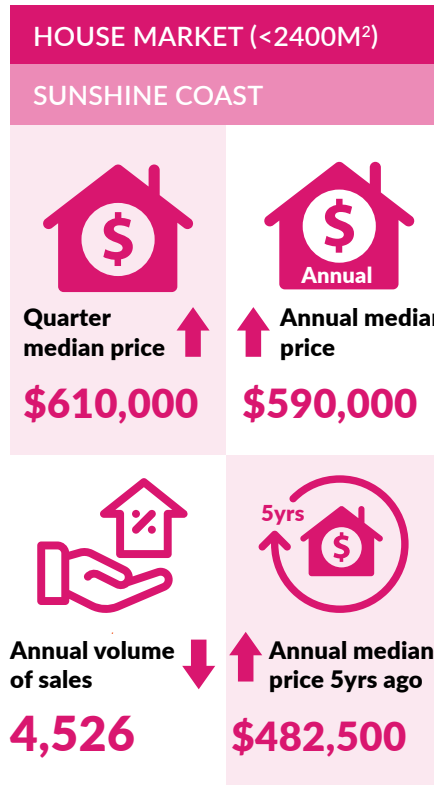 HOUSE MARKET (<2400M²)
SUNSHINE COAST
$
$
Annual
Quarter
median price
$610,000
Annual median
price
$590,000
%
5yrs
$
Annual volume
of sales
4,526
Annual median
price 5yrs ago
$482,500